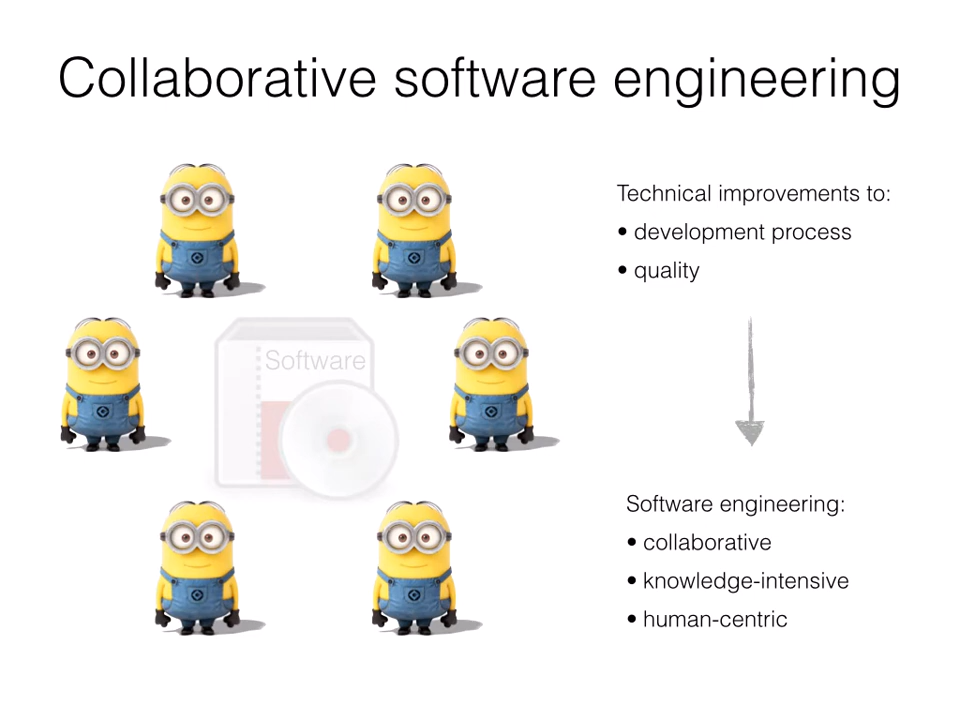 Collaborative software engineering
Technical improvements to:
• development process
• quality
Software
Software engineering:
• collaborative
• knowledge-intensive
• human-centric